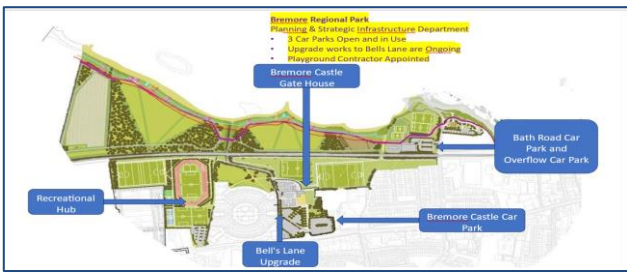 Bremore Regional Park
Planning & Strategic Infrastructure Department
• 3 Car Parks Open and in Use
• Upgrade works to Bells Lane are Ongoing
• Playground Contractor Appointed
Bremore Castle
Gate House
Bath Road Car
Park and
Overflow Car Park
Recreational
Hub
Bremore Castle Car
Park
Bell's Lane
Upgrade